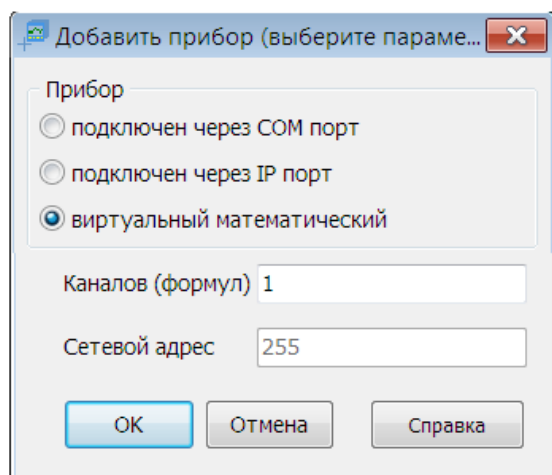 Добавить прибор (выберите параме...
Прибор
подключен через COM порт
подключен через IP порт
виртуальный математический
Каналов (формул) 1
Сетевой адрес 255
OK Отмена Справка